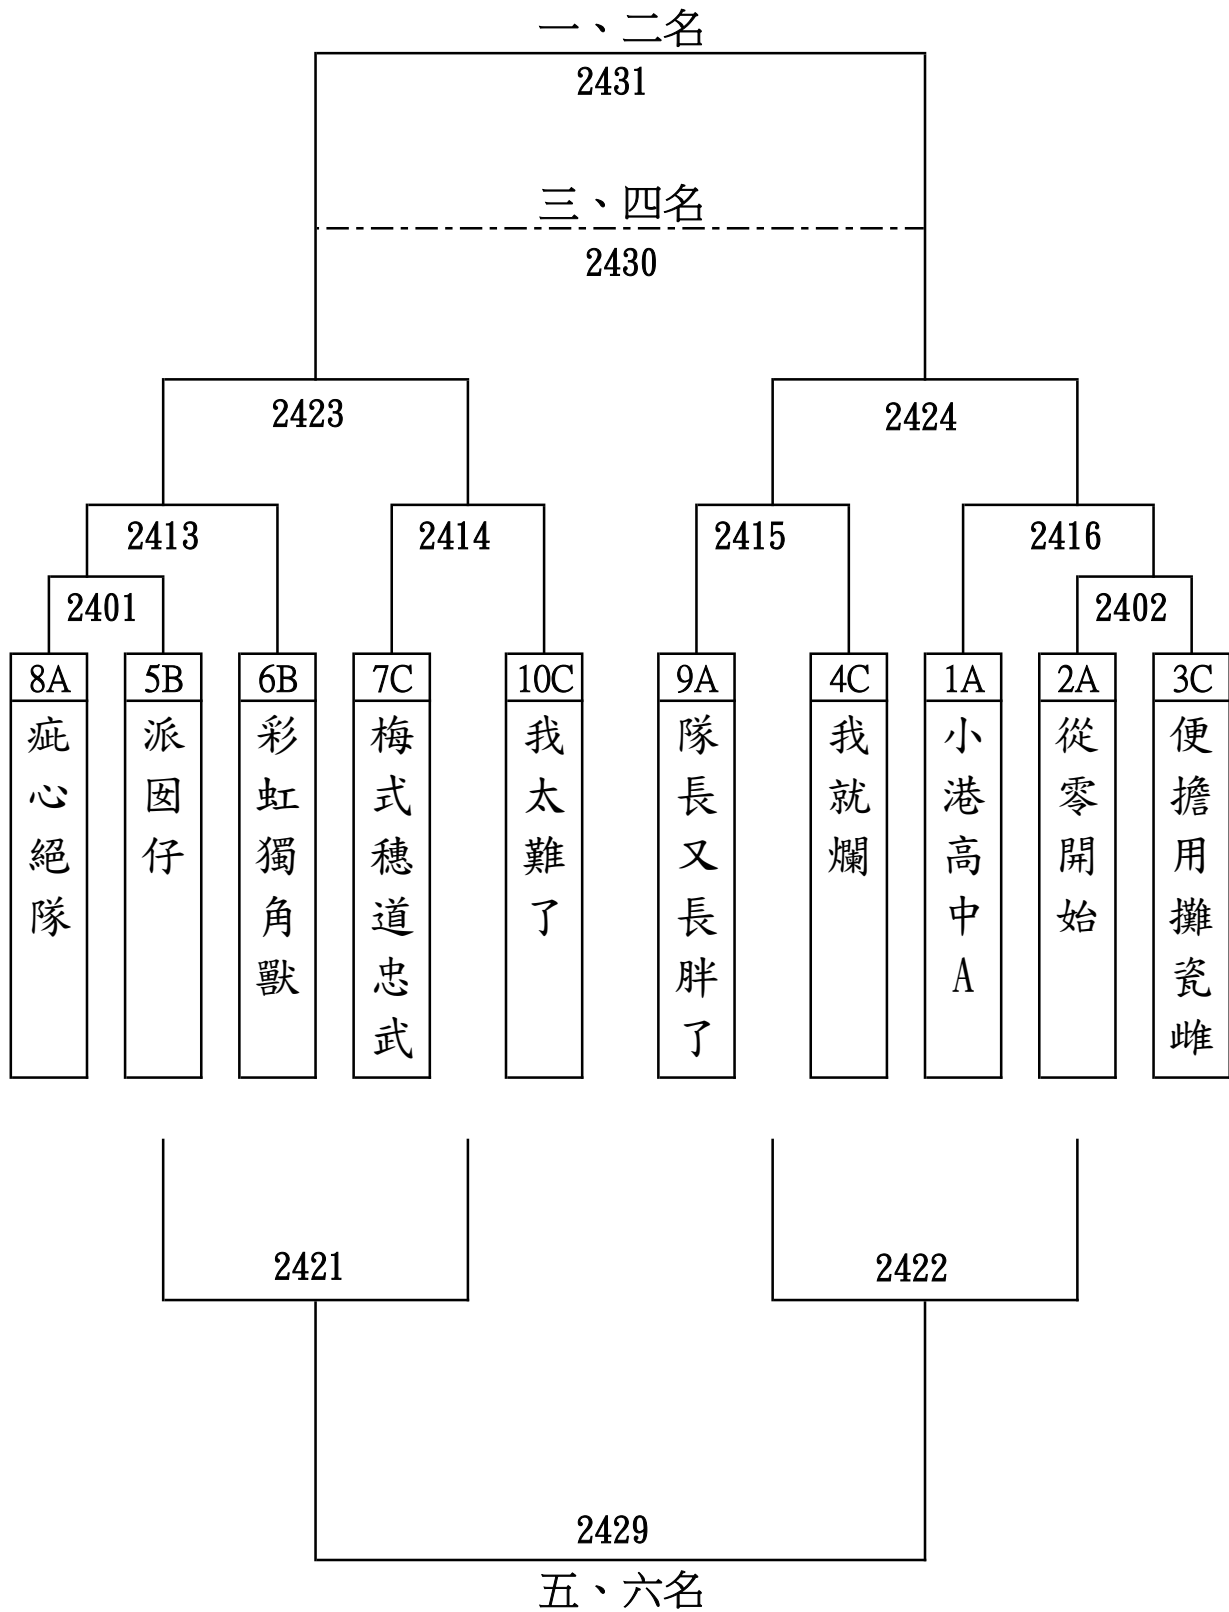 一、二名
2431
三、四名
2430
2423
2424
2413
2414
2415
2416
2401
2402
8A
5B
6B
7C
10C
9A
4C
1A
2A
3C
疵心絕隊
派囡仔
彩虹獨角獸
梅式穗道忠武
我太難了
隊長又長胖了
我就爛
小港高中A
從零開始
便擔用攤瓷雌
2421
2422
2429
五、六名